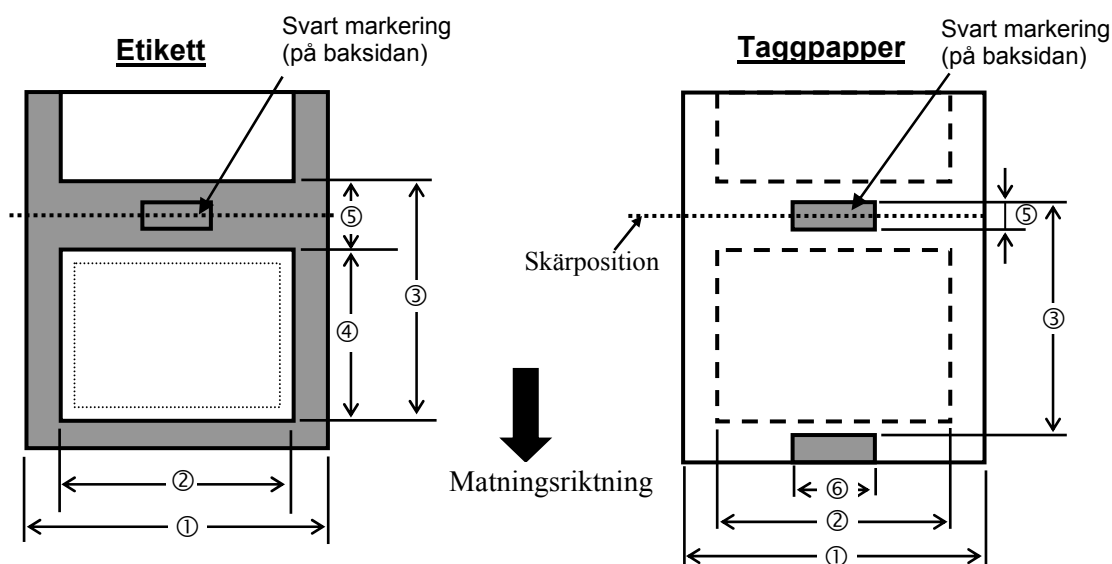 Etikett
Svart markering
(på baksidan)
⑤
③
④
②
①
Taggpapper
Svart markering
(på baksidan)
Skärposition
⑤
③
Matningsriktning
⑥
②
①